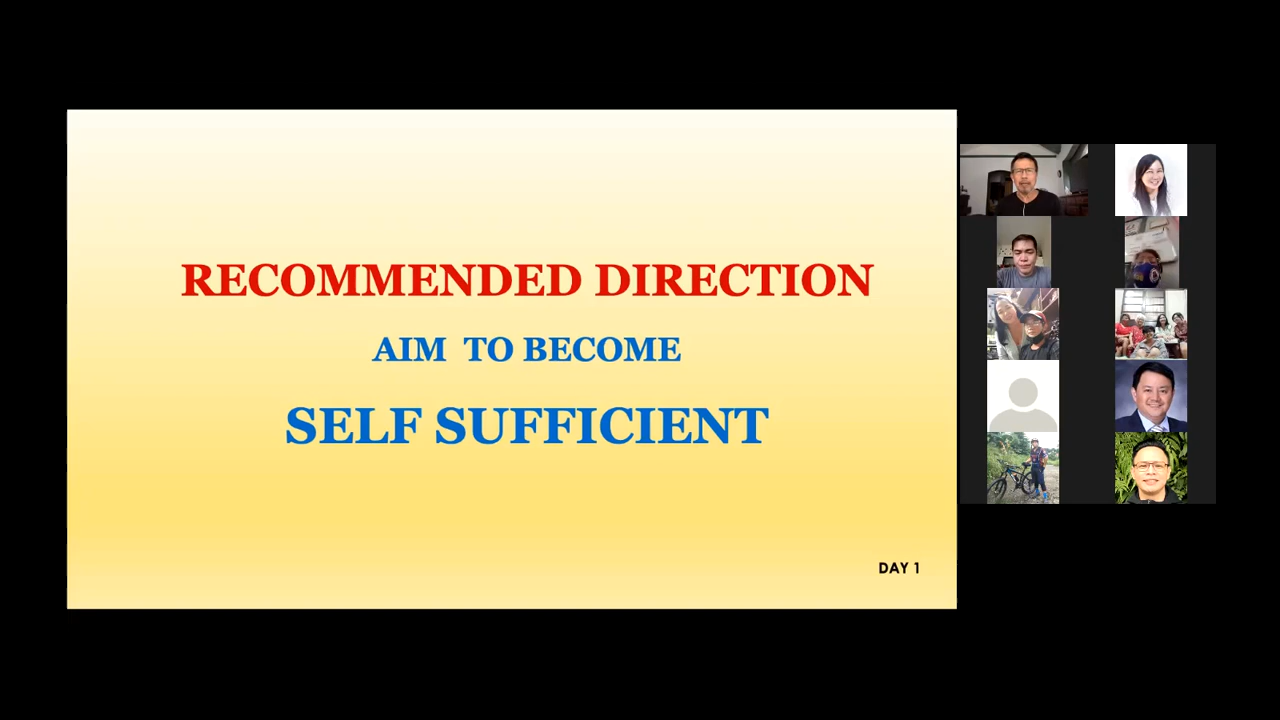 RECOMMENDED DIRECTION
AIM TO BECOME
SELF SUFFICIENT
DAY 1